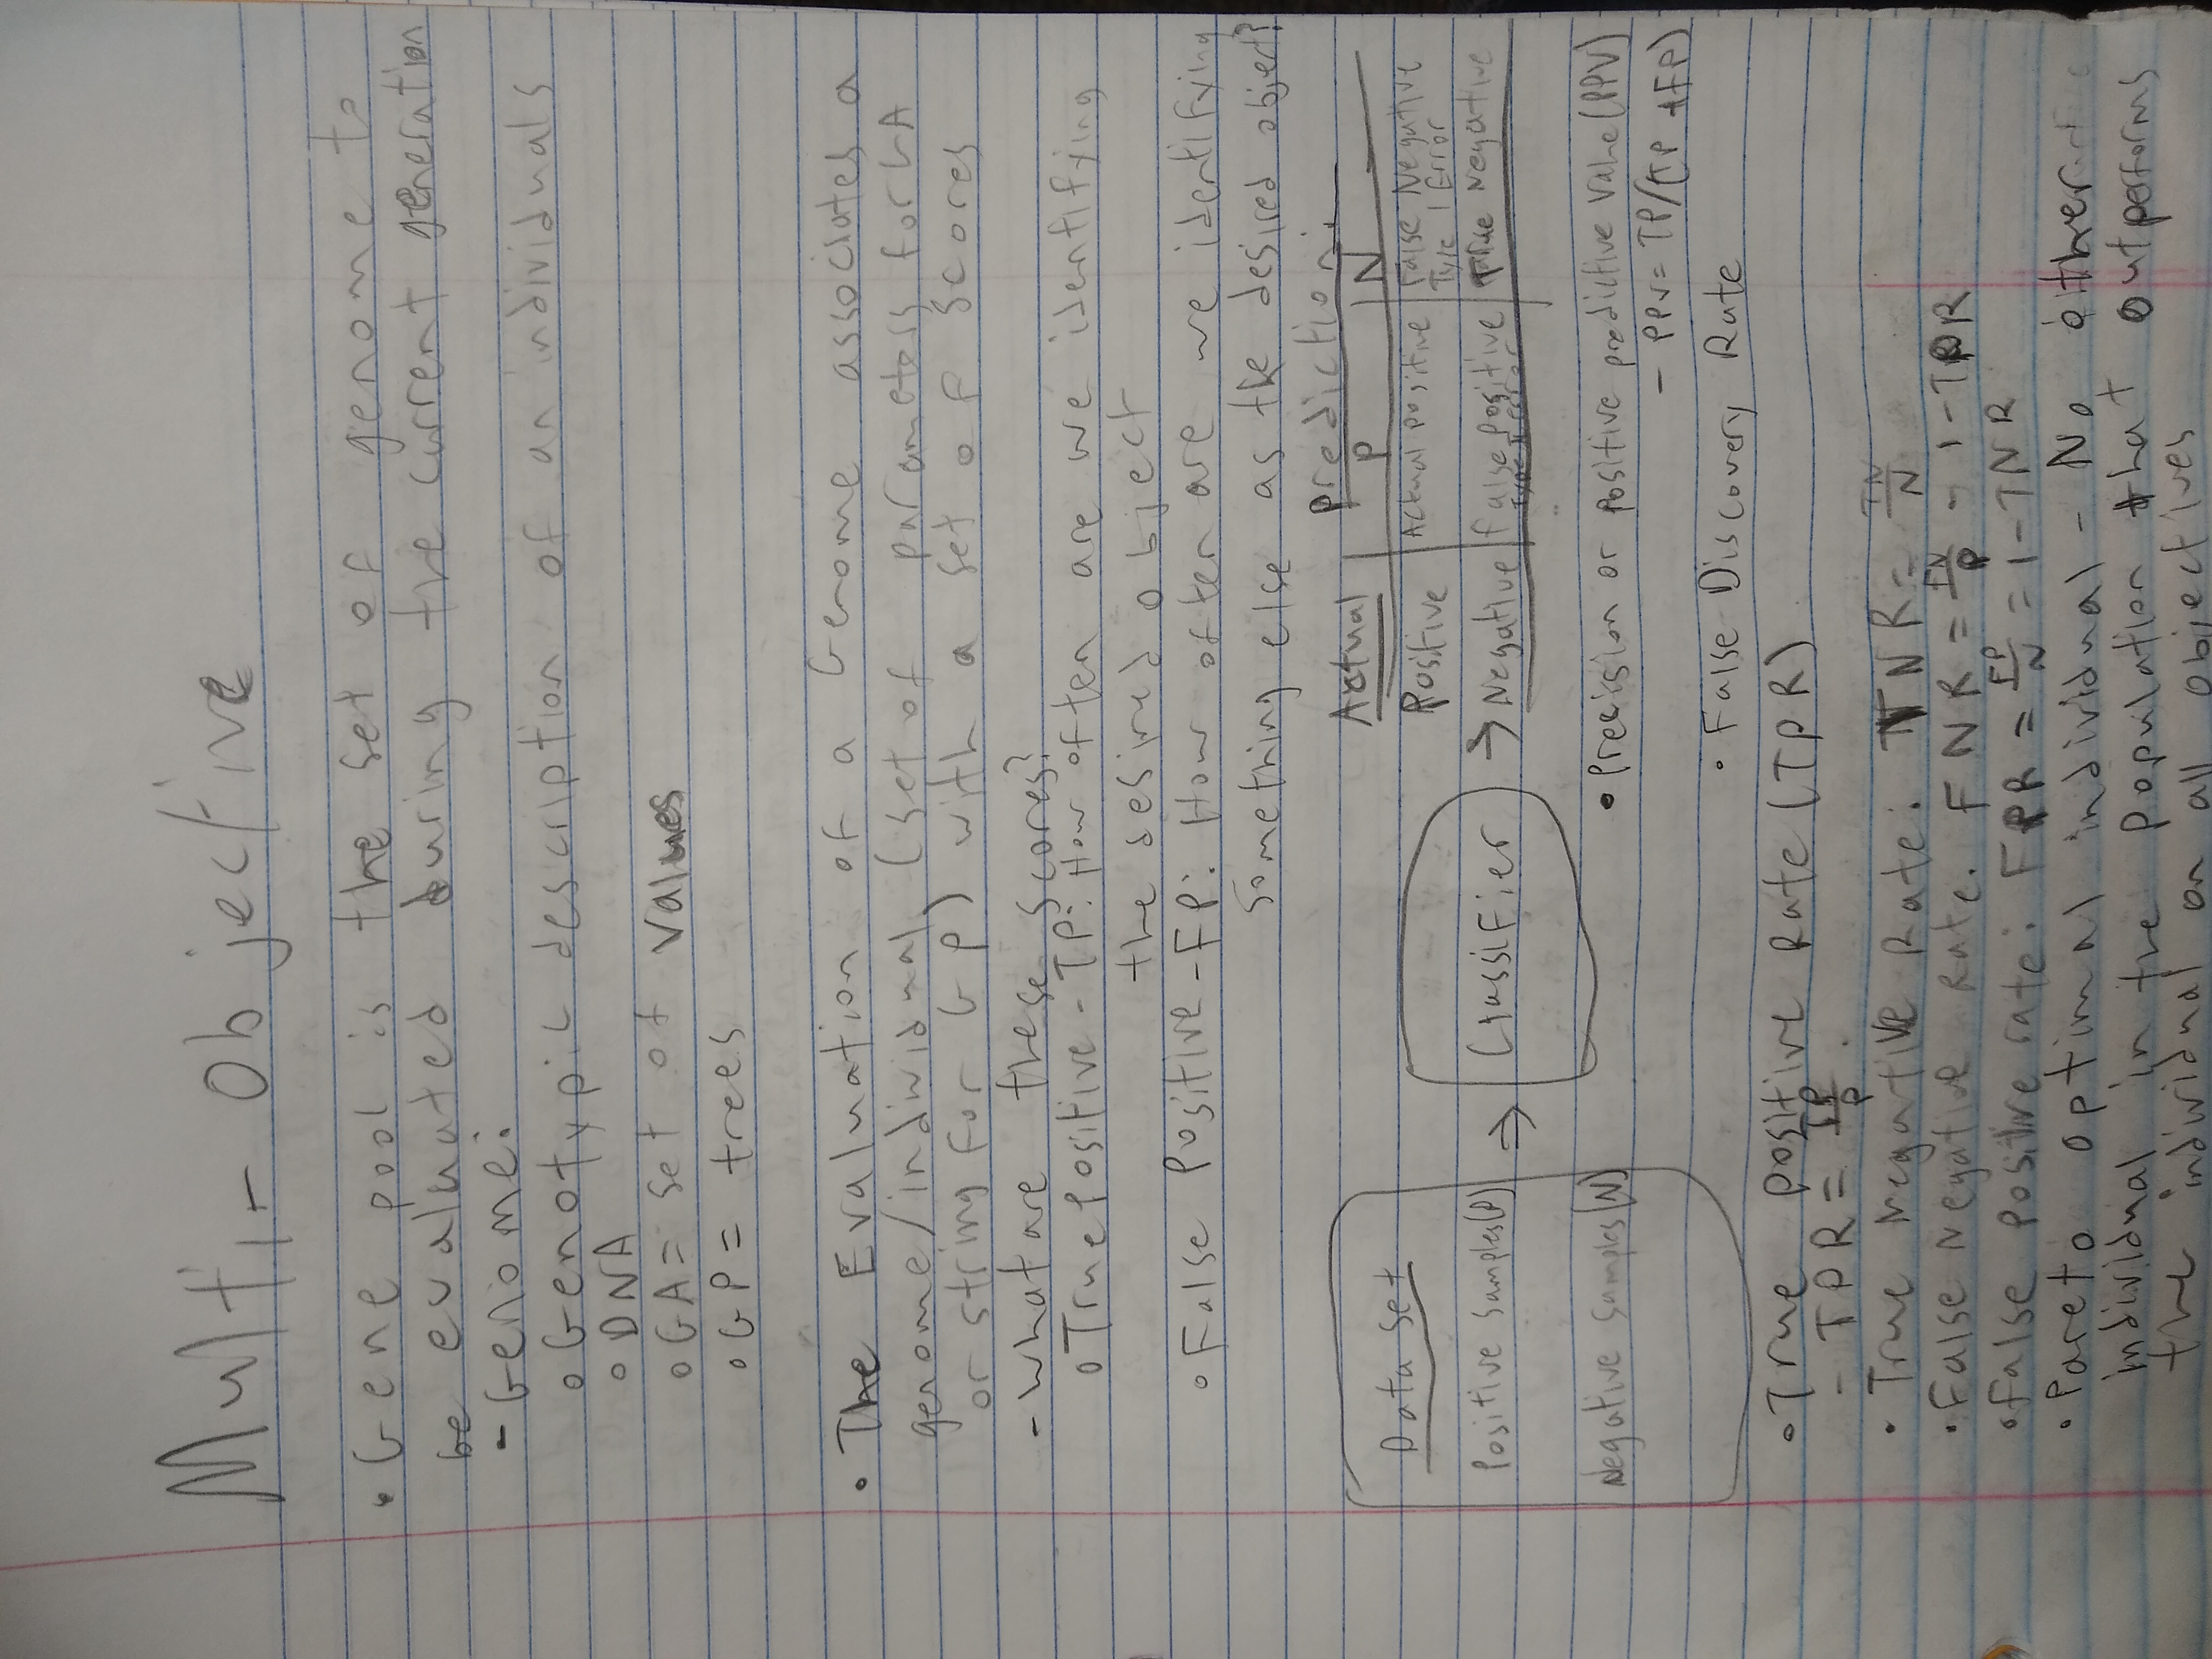 Multi-Objective
• Gene pool is the set of genome to
be evaluated during the current generation
- Genome:
o Genotypic description of an individuals
o DNA
o GA = set of values
o GP = trees
• The Evaluation of a Genome associates a
genome/individual (set of parameters for GA
or string for GP) with a set of scores
- What are these scores?
o True Positive - TP: How often are we identifying
the desired object
o False Positive - FP: How often are we identifying
something else as the desired object?
Data Set
Positive Samples (P)
Negative Samples (N)
→ Classifier →
Actual Prediction
P N
Positive Actual positive False Negative Type 1 Error
Negative False Positive Type II error True Negative
• Precision or Positive predictive value (PPV)
- PPV = TP/(TP + FP)
• False Discovery Rate
• True positive Rate (TPR)
- TPR = TP/P
• True Negative Rate: TNR = TN/N
• False Negative Rate. FNR = FN/P = 1-TPR
• False Positive rate: FPR = FP/N = 1-TNR
• Pareto optimal individual - No other
individual in the population that outperforms
the individual on all objectives